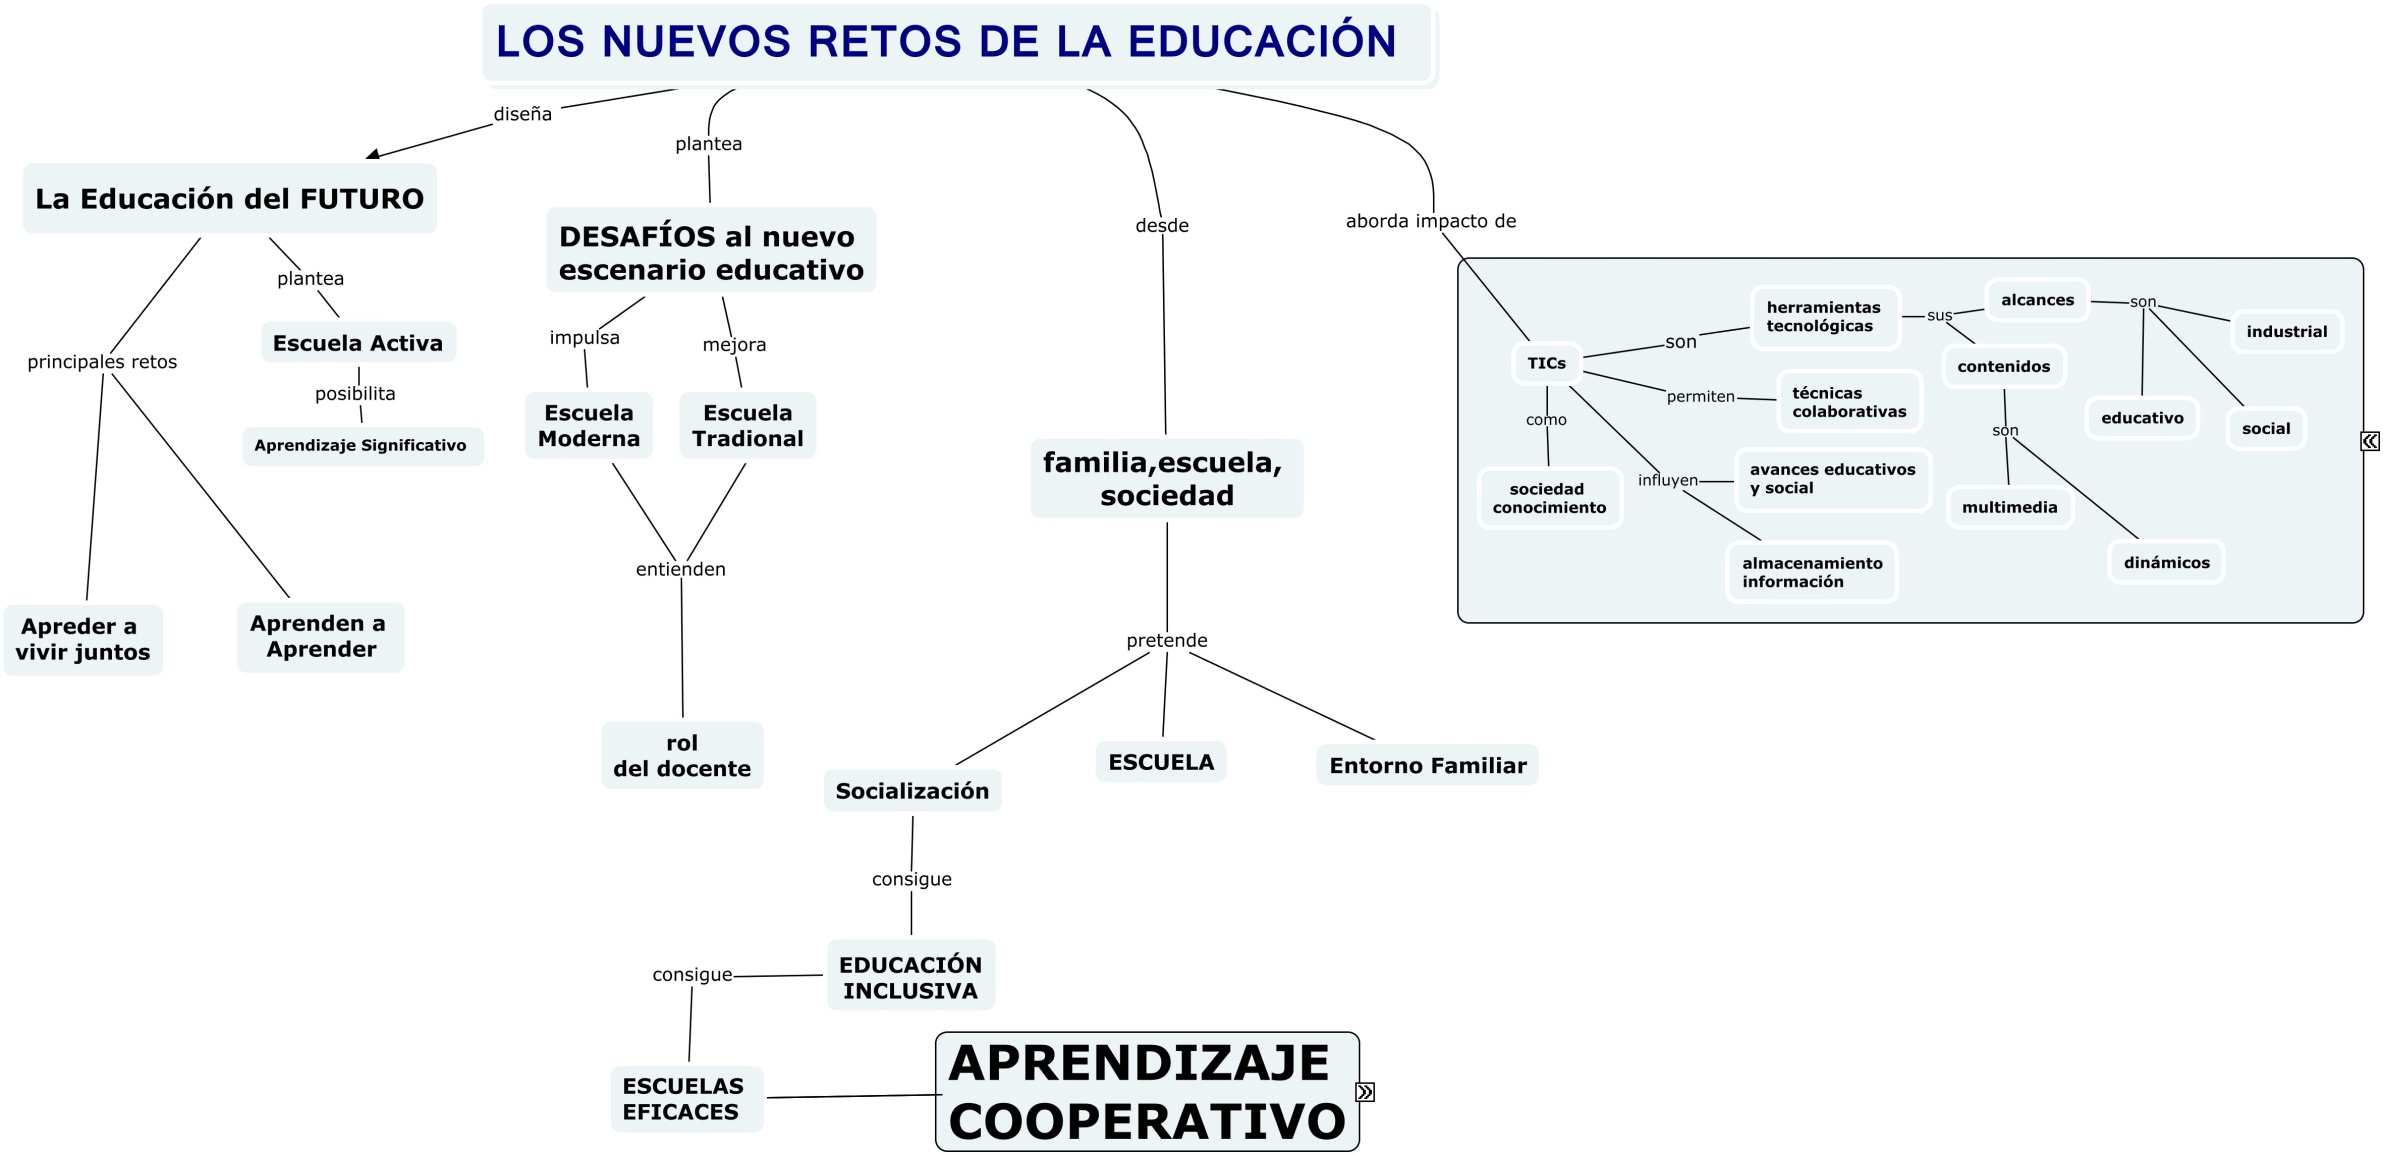 LOS NUEVOS RETOS DE LA EDUCACIÓN
diseña
plantea
desde
aborda impacto de
La Educación del FUTURO
plantea
principales retos
Escuela Activa
posibilita
Aprendizaje Significativo
Apreder a
vivir juntos
Aprenden a
Aprender
DESAFÍOS al nuevo
escenario educativo
impulsa
mejora
Escuela
Moderna
Escuela
Tradional
entienden
rol
del docente
familia,escuela,
sociedad
pretende
Socialización
ESCUELA
Entorno Familiar
consigue
EDUCACIÓN
INCLUSIVA
consigue
ESCUELAS
EFICACES
APRENDIZAJE
COOPERATIVO
TICs
son
herramientas
tecnológicas
sus
alcances
son
industrial
educativo
social
contenidos
son
multimedia
dinámicos
permiten
técnicas
colaborativas
como
sociedad
conocimiento
influyen
avances educativos
y social
almacenamiento
información